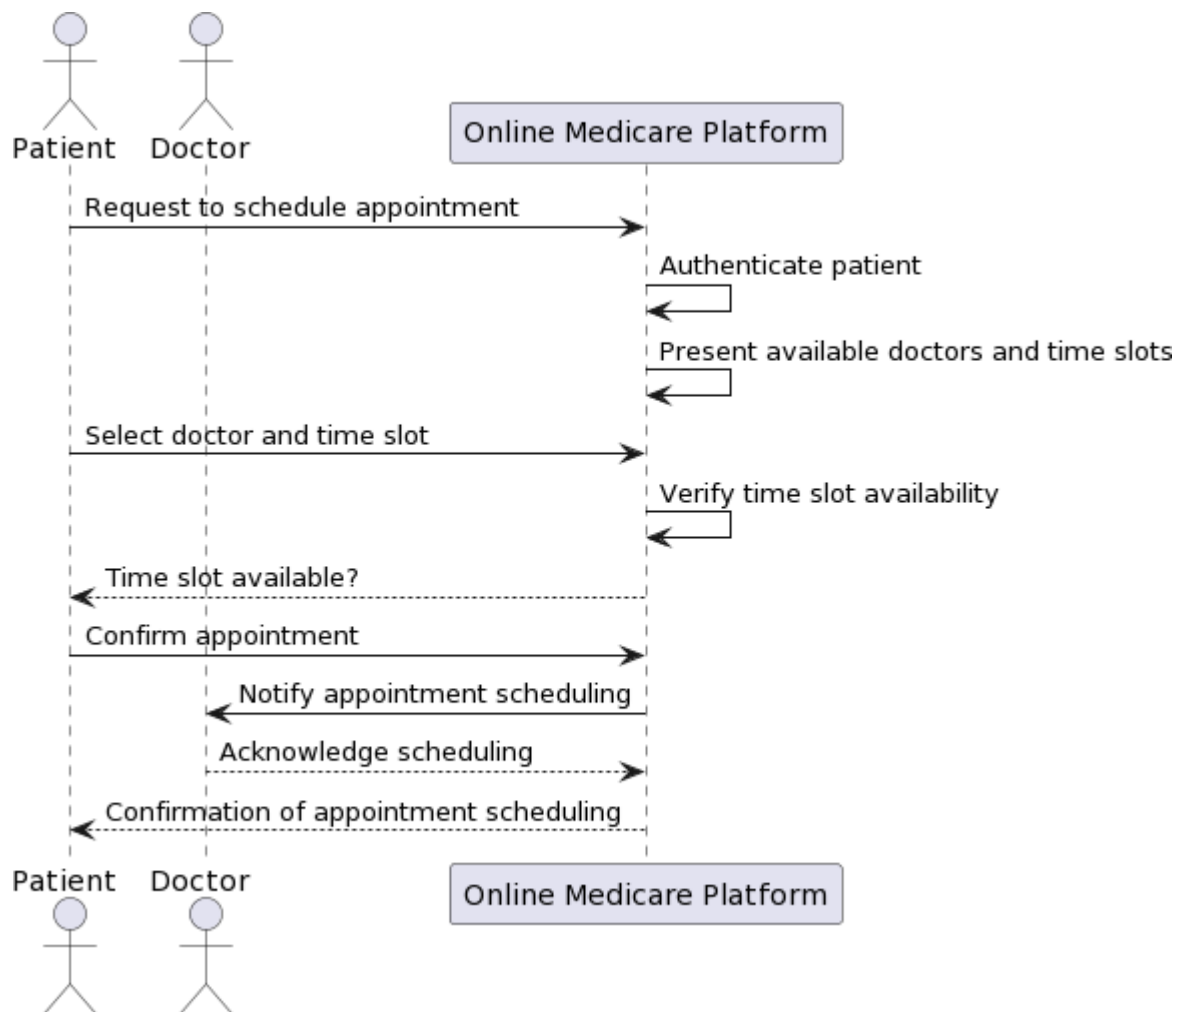 Patient
Doctor
Online Medicare Platform
Request to schedule appointment
Authenticate patient
Present available doctors and time slots
Select doctor and time slot
Verify time slot availability
Time slot available?
Confirm appointment
Notify appointment scheduling
Acknowledge scheduling
Confirmation of appointment scheduling
Patient
Doctor
Online Medicare Platform